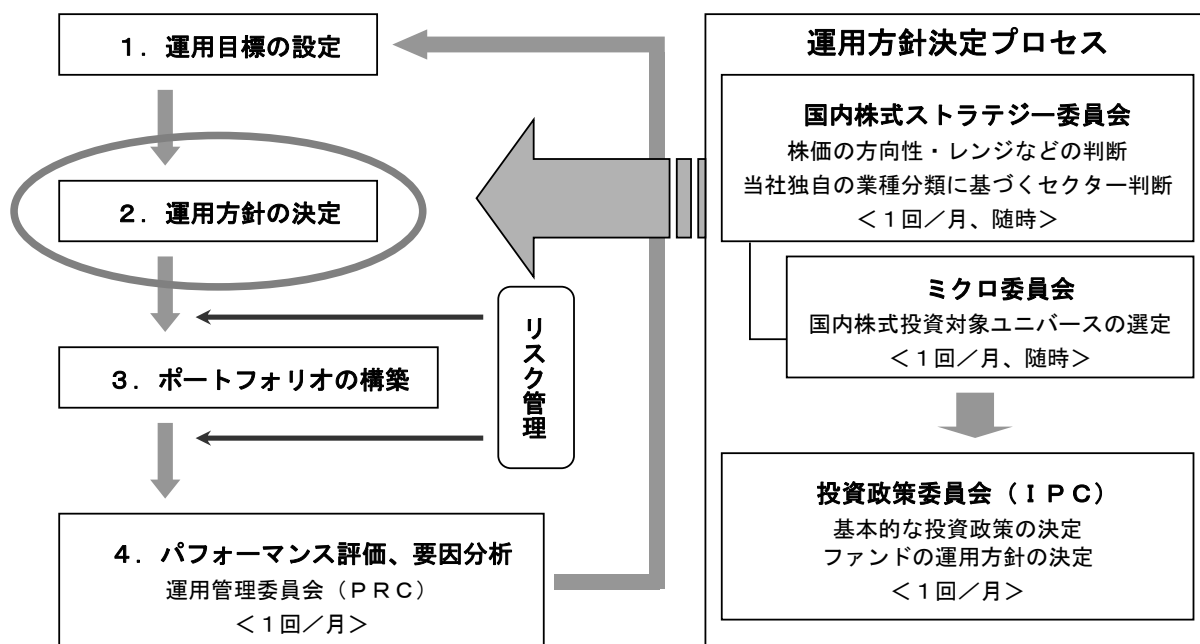 １．運用目標の設定
２．運用方針の決定
３．ポートフォリオの構築
リスク管理
４．パフォーマンス評価、要因分析
運用管理委員会（ＰＲＣ）
＜１回／月＞
運用方針決定プロセス
国内株式ストラテジー委員会
株価の方向性・レンジなどの判断
当社独自の業種分類に基づくセクター判断
＜１回／月、随時＞
ミクロ委員会
国内株式投資対象ユニバースの選定
＜１回／月、随時＞
投資政策委員会（ＩＰＣ）
基本的な投資政策の決定
ファンドの運用方針の決定
＜１回／月＞